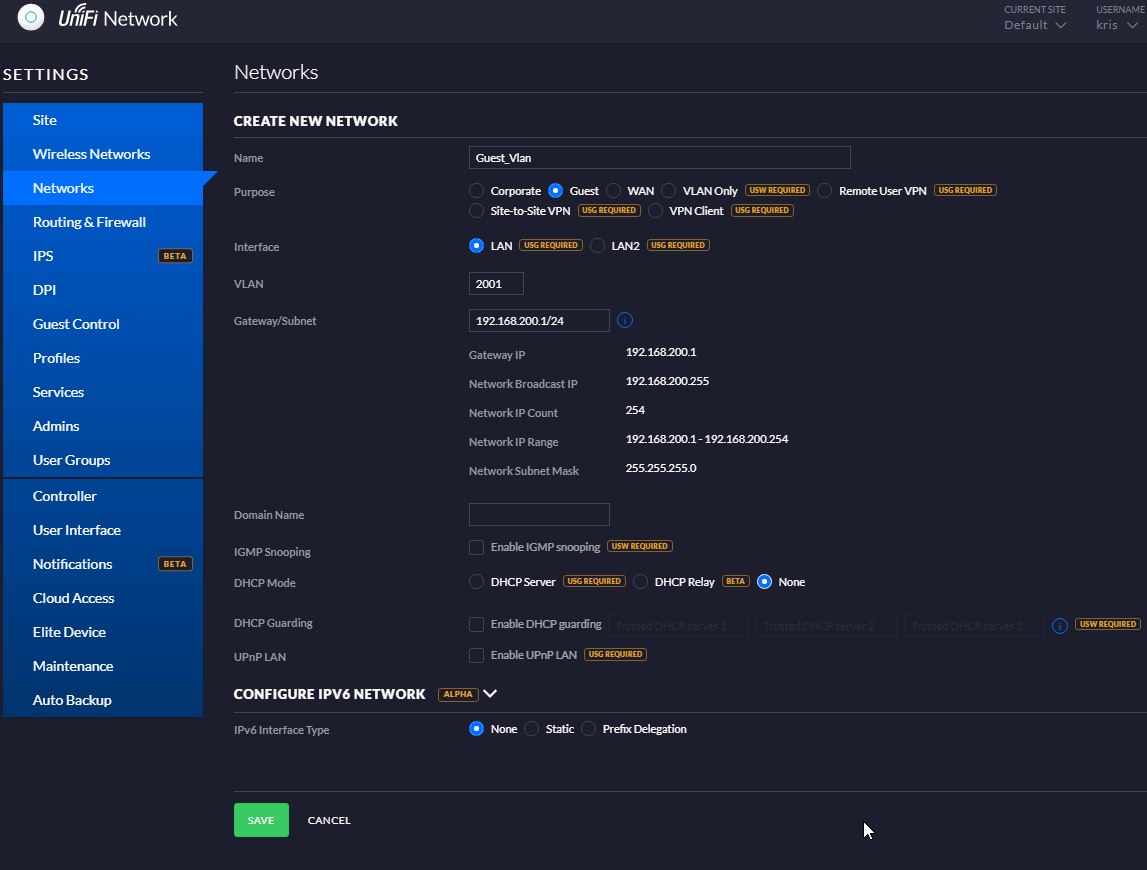 UniFi Network
CURRENT SITE
Default
USERNAME
kris
SETTINGS
Site
Wireless Networks
Networks
Routing & Firewall
IPS BETA
DPI
Guest Control
Profiles
Services
Admins
User Groups
Controller
User Interface
Notifications BETA
Cloud Access
Elite Device
Maintenance
Auto Backup
Networks
CREATE NEW NETWORK
Name Guest_Vlan
Purpose Corporate Guest WAN VLAN Only USW REQUIRED Remote User VPN USG REQUIRED
Site-to-Site VPN USG REQUIRED VPN Client USG REQUIRED
Interface LAN USG REQUIRED LAN2 USG REQUIRED
VLAN 2001
Gateway/Subnet 192.168.200.1/24 i
Gateway IP 192.168.200.1
Network Broadcast IP 192.168.200.255
Network IP Count 254
Network IP Range 192.168.200.1 - 192.168.200.254
Network Subnet Mask 255.255.255.0
Domain Name
IGMP Snooping Enable IGMP snooping USW REQUIRED
DHCP Mode DHCP Server USG REQUIRED DHCP Relay BETA None
DHCP Guarding Enable DHCP guarding Trusted DHCP server 1 Trusted DHCP server 2 Trusted DHCP server 3 i USW REQUIRED
UPnP LAN Enable UPnP LAN USG REQUIRED
CONFIGURE IPV6 NETWORK ALPHA
IPv6 Interface Type None Static Prefix Delegation
SAVE CANCEL